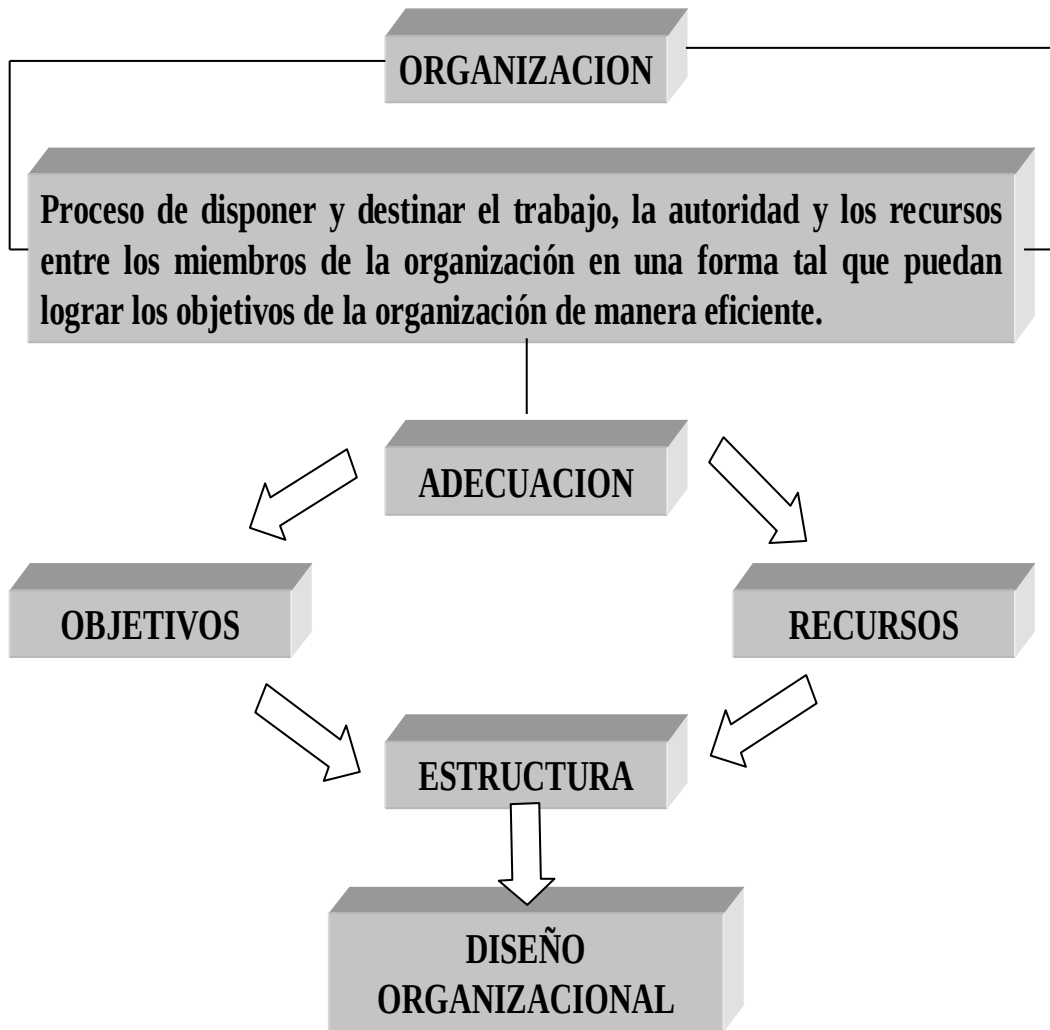 ORGANIZACION
Proceso de disponer y destinar el trabajo, la autoridad y los recursos
entre los miembros de la organización en una forma tal que puedan
lograr los objetivos de la organización de manera eficiente.
ADECUACION
OBJETIVOS
RECURSOS
ESTRUCTURA
DISEÑO
ORGANIZACIONAL